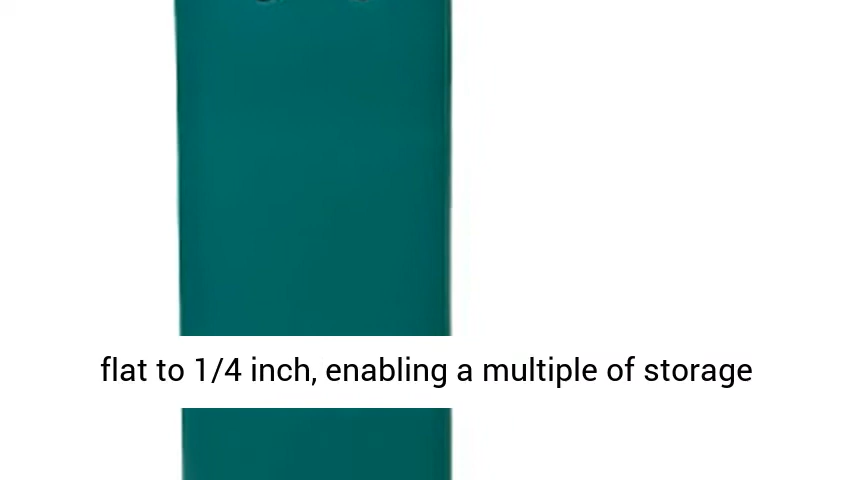 flat to 1/4 inch, enabling a multiple of storage